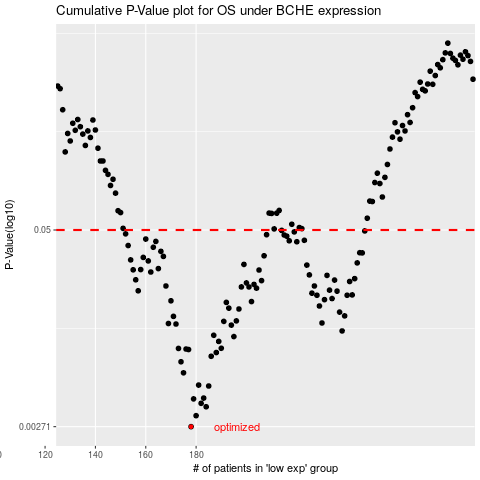 Cumulative P-Value plot for OS under BCHE expression
P-Value(log10)
0.05
0.00271
optimized
0 120 140 160 180
# of patients in 'low exp' group